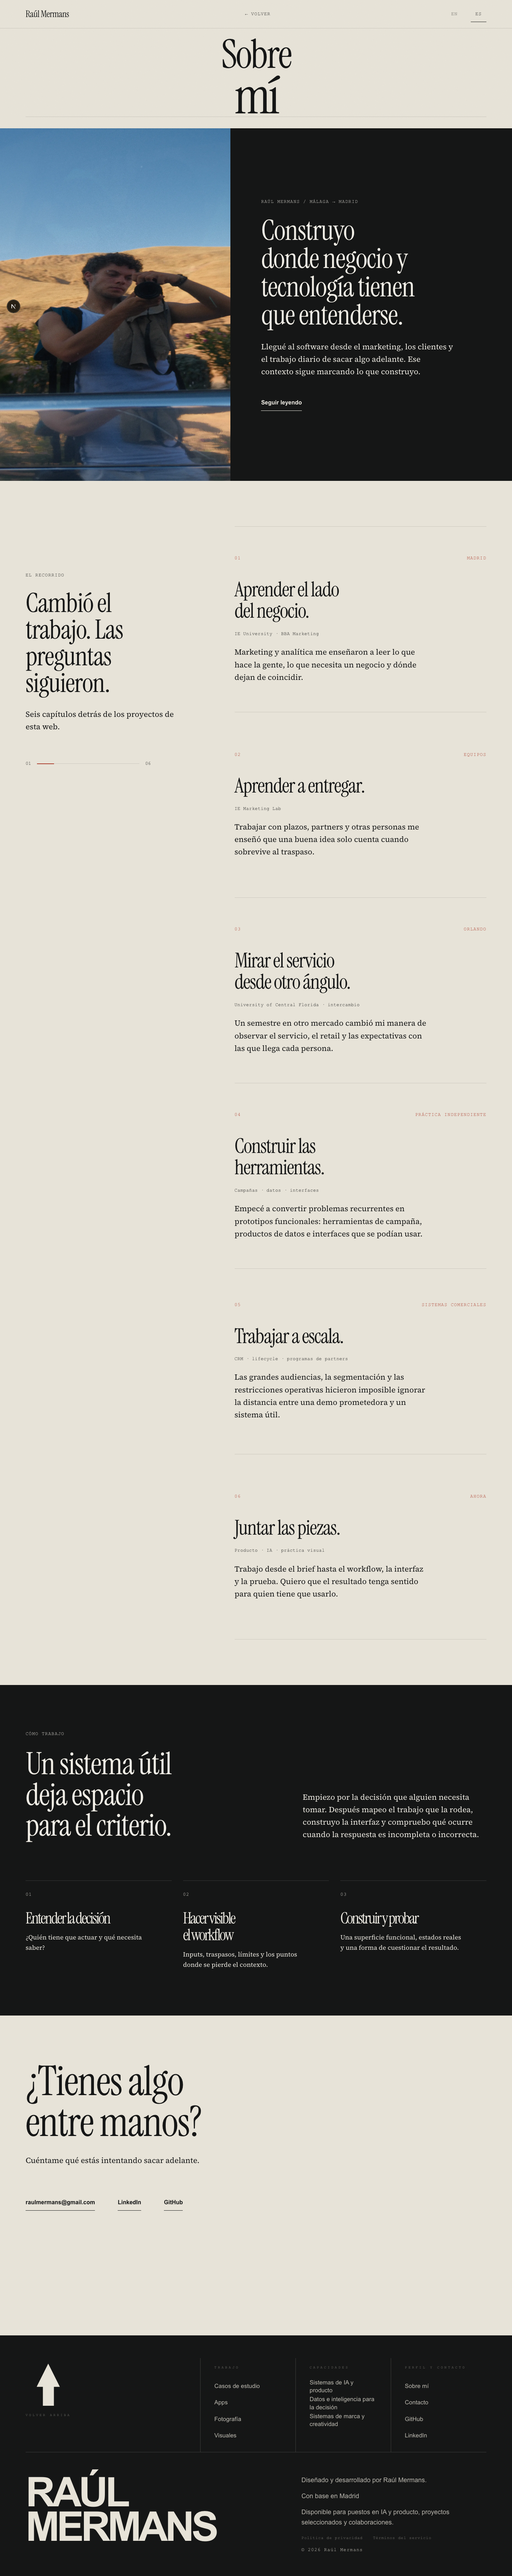 Raúl Mermans
← VOLVER
EN
ES
Sobre
mí
RAÚL MERMANS / MÁLAGA → MADRID
Construyo
donde negocio y
tecnología tienen
que entenderse.
Llegué al software desde el marketing, los clientes y
el trabajo diario de sacar algo adelante. Ese
contexto sigue marcando lo que construyo.
Seguir leyendo
N
EL RECORRIDO
Cambió el
trabajo. Las
preguntas
siguieron.
Seis capítulos detrás de los proyectos de
esta web.
01
06
01
MADRID
Aprender el lado
del negocio.
IE University · BBA Marketing
Marketing y analítica me enseñaron a leer lo que
hace la gente, lo que necesita un negocio y dónde
dejan de coincidir.
02
EQUIPOS
Aprender a entregar.
IE Marketing Lab
Trabajar con plazos, partners y otras personas me
enseñó que una buena idea solo cuenta cuando
sobrevive al traspaso.
03
ORLANDO
Mirar el servicio
desde otro ángulo.
University of Central Florida · intercambio
Un semestre en otro mercado cambió mi manera de
observar el servicio, el retail y las expectativas con
las que llega cada persona.
04
PRÁCTICA INDEPENDIENTE
Construir las
herramientas.
Campañas · datos · interfaces
Empecé a convertir problemas recurrentes en
prototipos funcionales: herramientas de campaña,
productos de datos e interfaces que se podían usar.
05
SISTEMAS COMERCIALES
Trabajar a escala.
CRM · lifecycle · programas de partners
Las grandes audiencias, la segmentación y las
restricciones operativas hicieron imposible ignorar
la distancia entre una demo prometedora y un
sistema útil.
06
AHORA
Juntar las piezas.
Producto · IA · práctica visual
Trabajo desde el brief hasta el workflow, la interfaz
y la prueba. Quiero que el resultado tenga sentido
para quien tiene que usarlo.
CÓMO TRABAJO
Un sistema útil
deja espacio
para el criterio.
Empiezo por la decisión que alguien necesita
tomar. Después mapeo el trabajo que la rodea,
construyo la interfaz y compruebo qué ocurre
cuando la respuesta es incompleta o incorrecta.
01
Entender la decisión
¿Quién tiene que actuar y qué necesita
saber?
02
Hacer visible
el workflow
Inputs, traspasos, límites y los puntos
donde se pierde el contexto.
03
Construir y probar
Una superficie funcional, estados reales
y una forma de cuestionar el resultado.
¿Tienes algo
entre manos?
Cuéntame qué estás intentando sacar adelante.
raulmermans@gmail.com
LinkedIn
GitHub
VOLVER ARRIBA
TRABAJO
Casos de estudio
Apps
Fotografía
Visuales
CAPACIDADES
Sistemas de IA y
producto
Datos e inteligencia para
la decisión
Sistemas de marca y
creatividad
PERFIL Y CONTACTO
Sobre mí
Contacto
GitHub
LinkedIn
RAÚL
MERMANS
Diseñado y desarrollado por Raúl Mermans.
Con base en Madrid
Disponible para puestos en IA y producto, proyectos
seleccionados y colaboraciones.
Política de privacidad
Términos del servicio
© 2026 Raúl Mermans